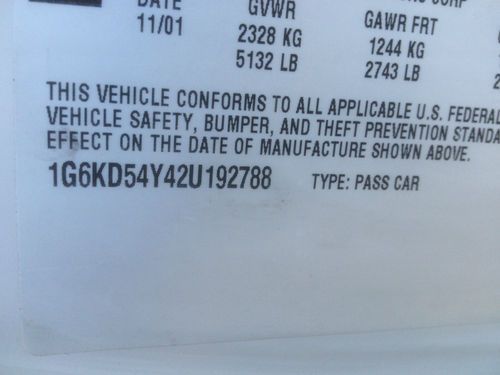 DATE GVWR GAWR FRT
11/01 2328 KG 1244 KG
5132 LB 2743 LB
THIS VEHICLE CONFORMS TO ALL APPLICABLE U.S. FEDERAL
VEHICLE SAFETY, BUMPER, AND THEFT PREVENTION STANDA
EFFECT ON THE DATE OF MANUFACTURE SHOWN ABOVE.
1G6KD54Y42U192788 TYPE: PASS CAR